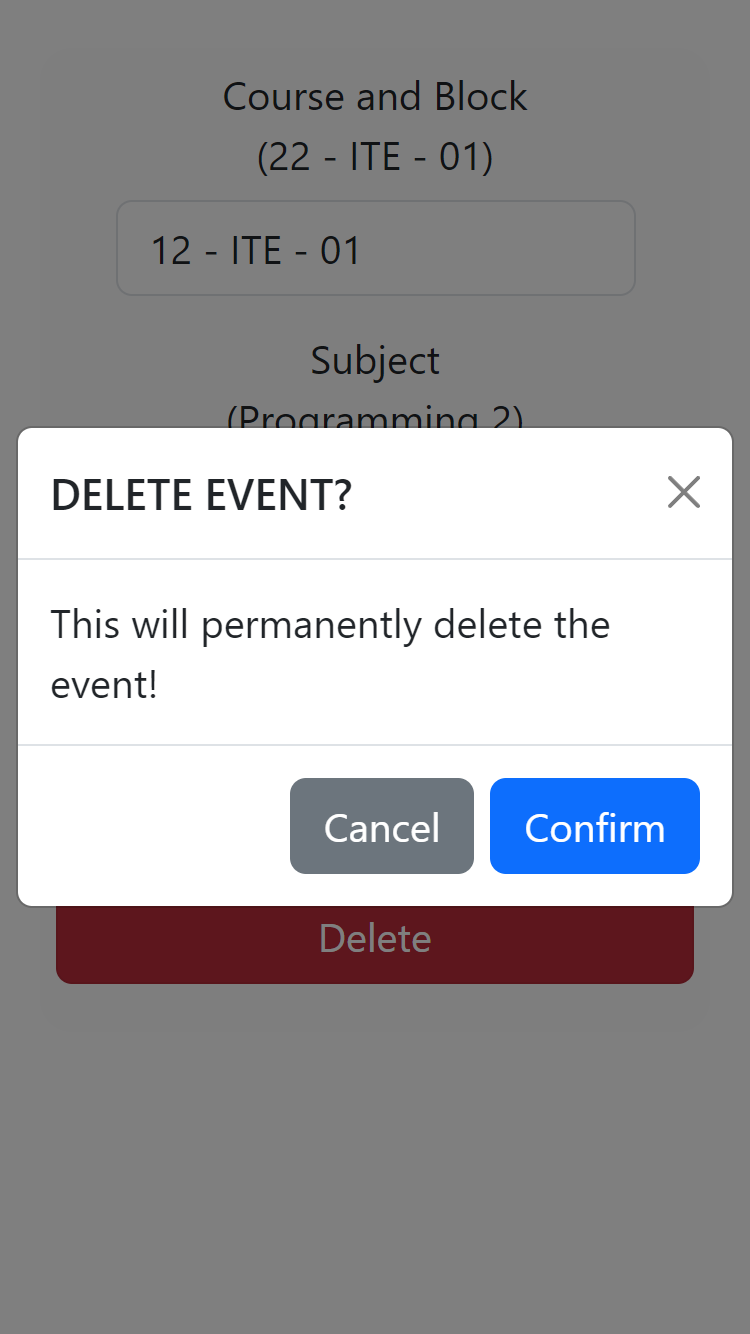 Course and Block
(22 - ITE - 01)
12 - ITE - 01
Subject
(Programming 2)
DELETE EVENT?
This will permanently delete the
event!
Cancel
Confirm
Delete